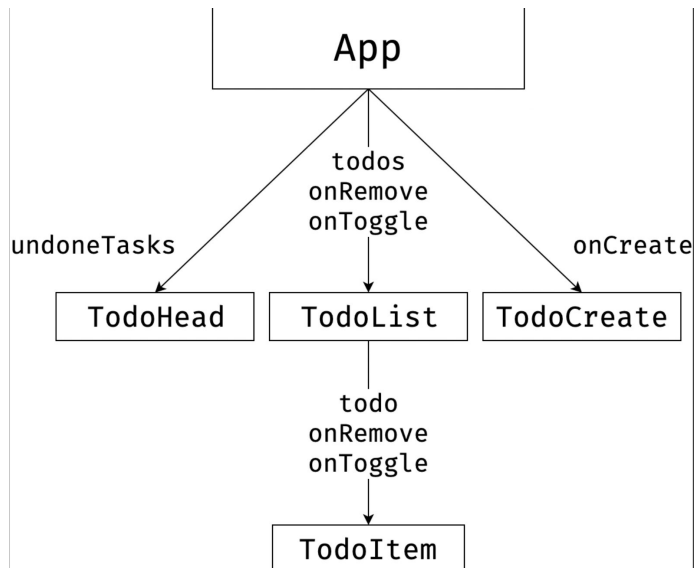 App
todos
onRemove
onToggle
undoneTasks
onCreate
TodoHead
TodoList
TodoCreate
todo
onRemove
onToggle
TodoItem